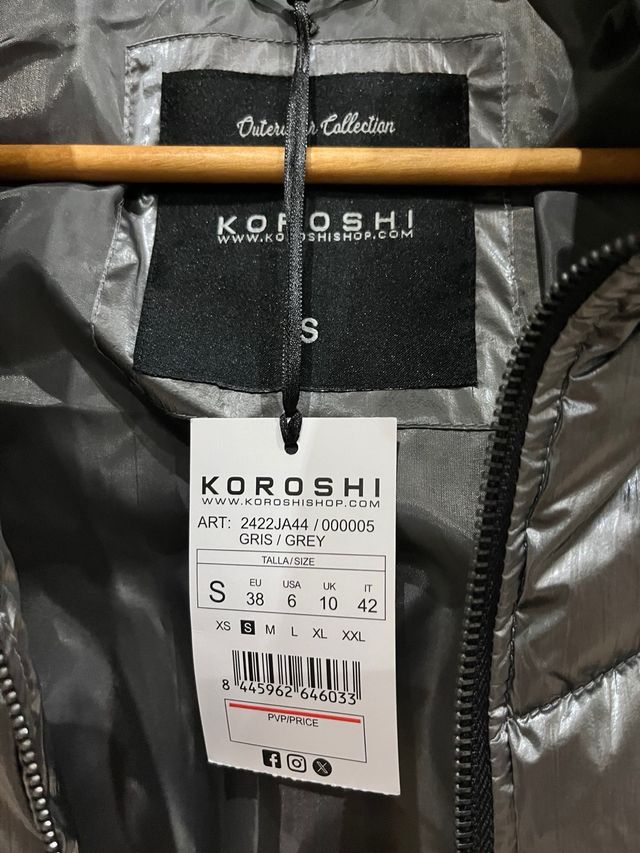 Collection
KOROSHI
WWW.KOROSHISHOP.COM
S
KOROSHI
WWW.KOROSHISHOP.COM
ART: 2422JA44 / 000005
GRIS / GREY
TALLA/SIZE
S EU USA UK IT
38 6 10 42
XS S M L XL XXL
8 445962 646033
PVP/PRICE